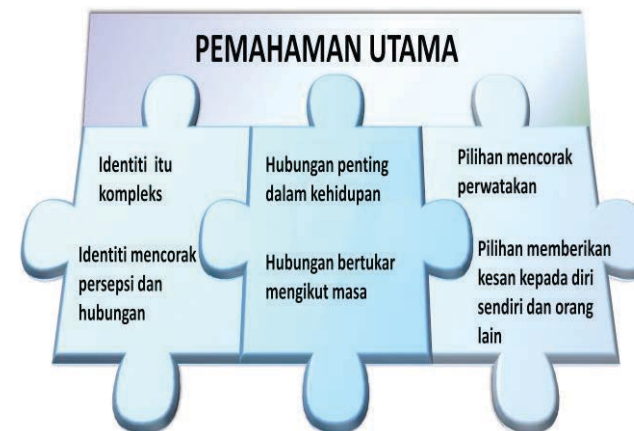 PEMAHAMAN UTAMA
Identiti itu
kompleks
Identiti mencorak
persepsi dan
hubungan
Hubungan penting
dalam kehidupan
Hubungan bertukar
mengikut masa
Pilihan mencorak
perwatakan
Pilihan memberikan
kesan kepada diri
sendiri dan orang
lain